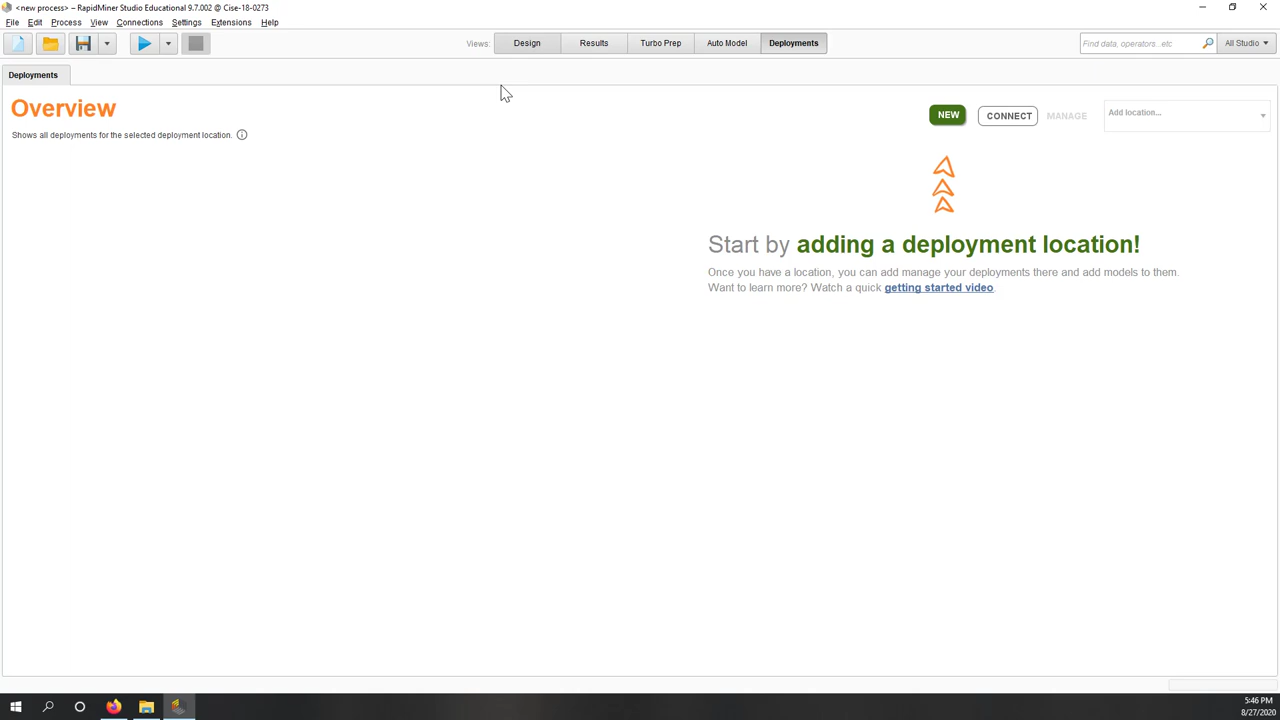 <new process> – RapidMiner Studio Educational 9.7.002 @ Cise-18-0273
File Edit Process View Connections Settings Extensions Help
Views: Design Results Turbo Prep Auto Model Deployments Find data, operators...etc All Studio
Deployments
Overview
NEW CONNECT MANAGE Add location...
Shows all deployments for the selected deployment location.
Start by adding a deployment location!
Once you have a location, you can add manage your deployments there and add models to them.
Want to learn more? Watch a quick getting started video.
5:46 PM
8/27/2020